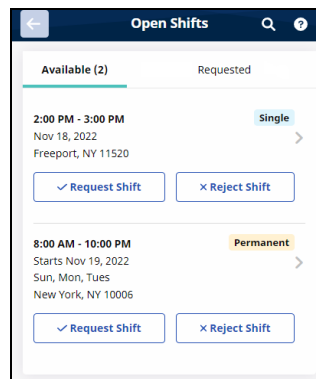 Open Shifts
Available (2)
Requested
2:00 PM - 3:00 PM
Single
Nov 18, 2022
Freeport, NY 11520
Request Shift
Reject Shift
8:00 AM - 10:00 PM
Permanent
Starts Nov 19, 2022
Sun, Mon, Tues
New York, NY 10006
Request Shift
Reject Shift